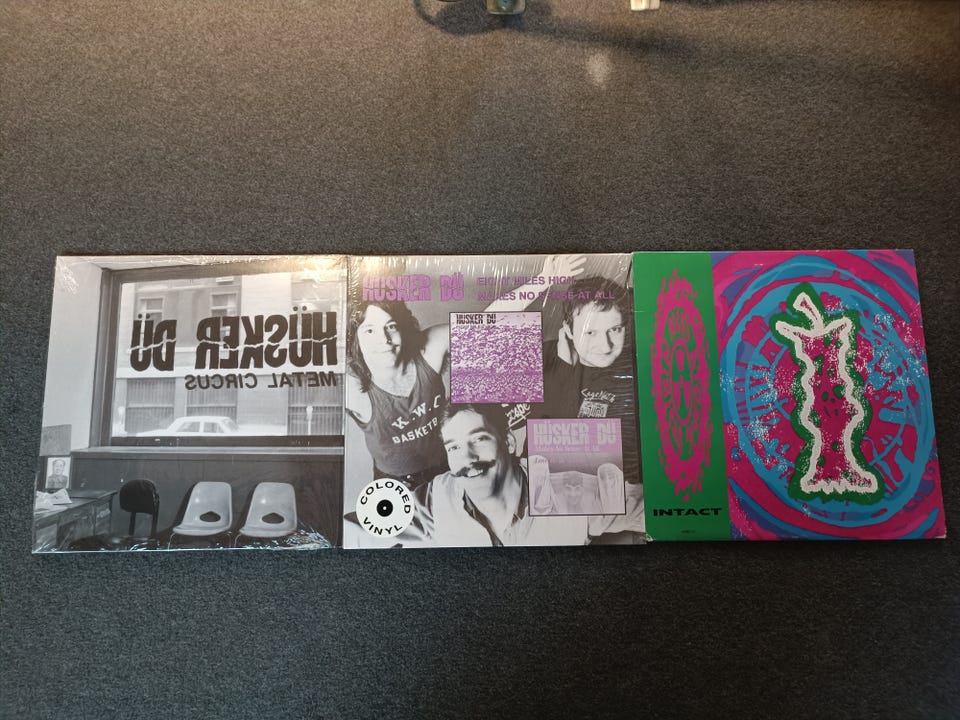 HÜSKER DÜ
METAL CIRCUS
HÜSKER DÜ
EIGHT MILES HIGH
MAKES NO SENSE AT ALL
HÜSKER DÜ
K.W.C
BASKETB
HÜSKER DÜ
COLORED
VINYL
INTACT